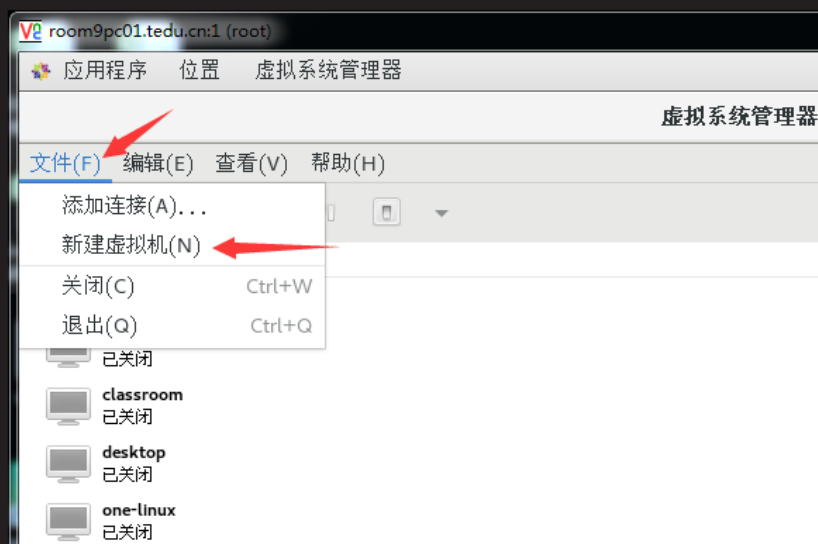 room9pc01.tedu.cn:1 (root)
应用程序 位置 虚拟系统管理器
虚拟系统管理器
文件(F) 编辑(E) 查看(V) 帮助(H)
添加连接(A)...
新建虚拟机(N)
关闭(C) Ctrl+W
退出(Q) Ctrl+Q
已关闭
classroom
已关闭
desktop
已关闭
one-linux
已关闭